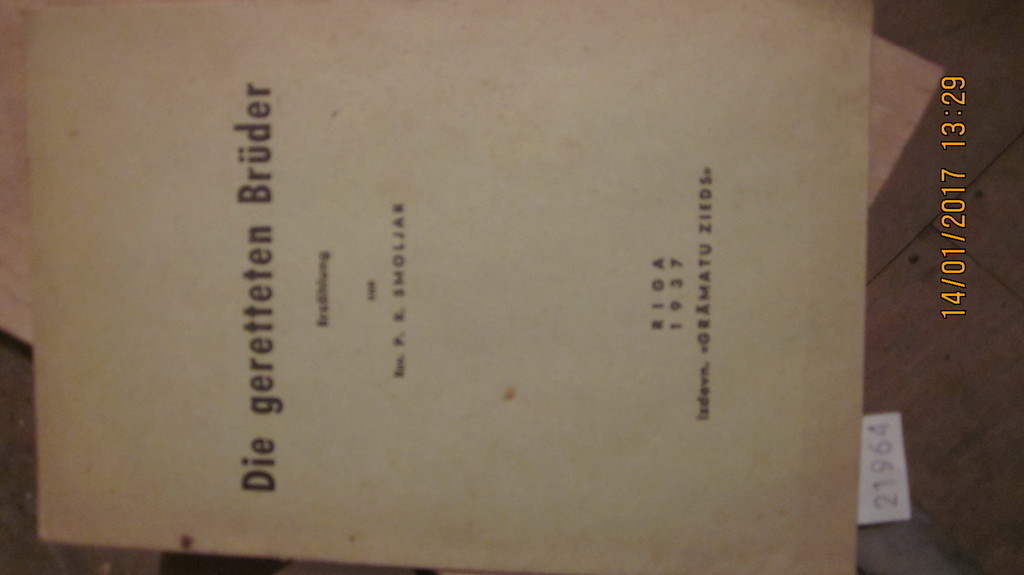 Die geretteten Brüder
Erzählung
von
P. R. SMOLJAR
RIGA
1937
Izdevn. «GRĀMATU ZIEDS»
21964
14/01/2017 13:29